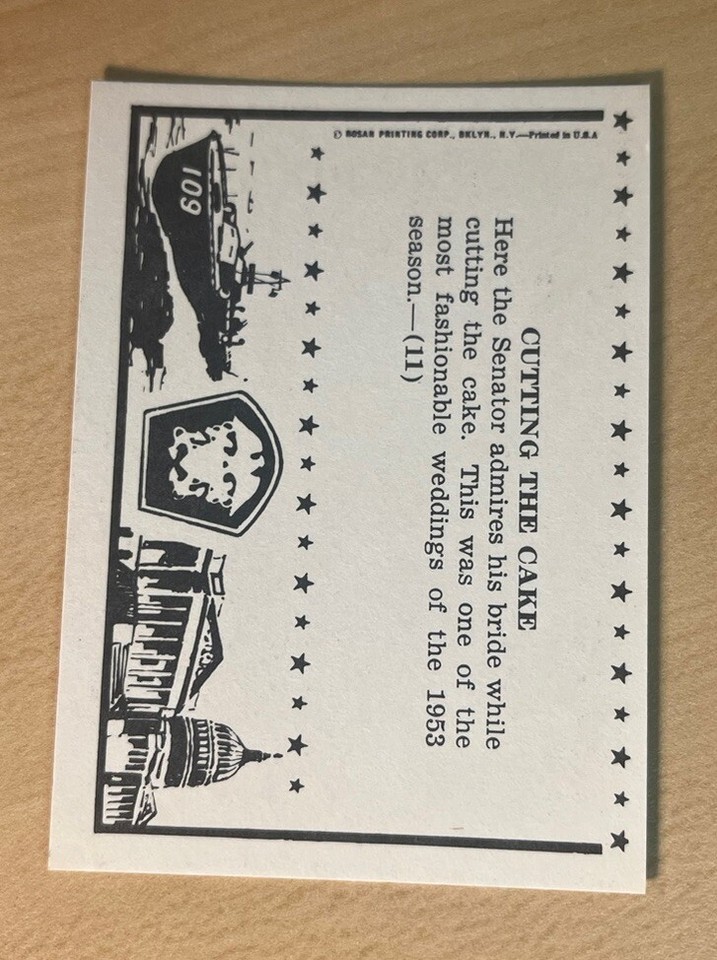 © ROSAN PRINTING CORP., BKLYN., N.Y.—Printed in U.S.A
CUTTING THE CAKE
Here the Senator admires his bride while
cutting the cake. This was one of the
most fashionable weddings of the 1953
season.—(11)
109